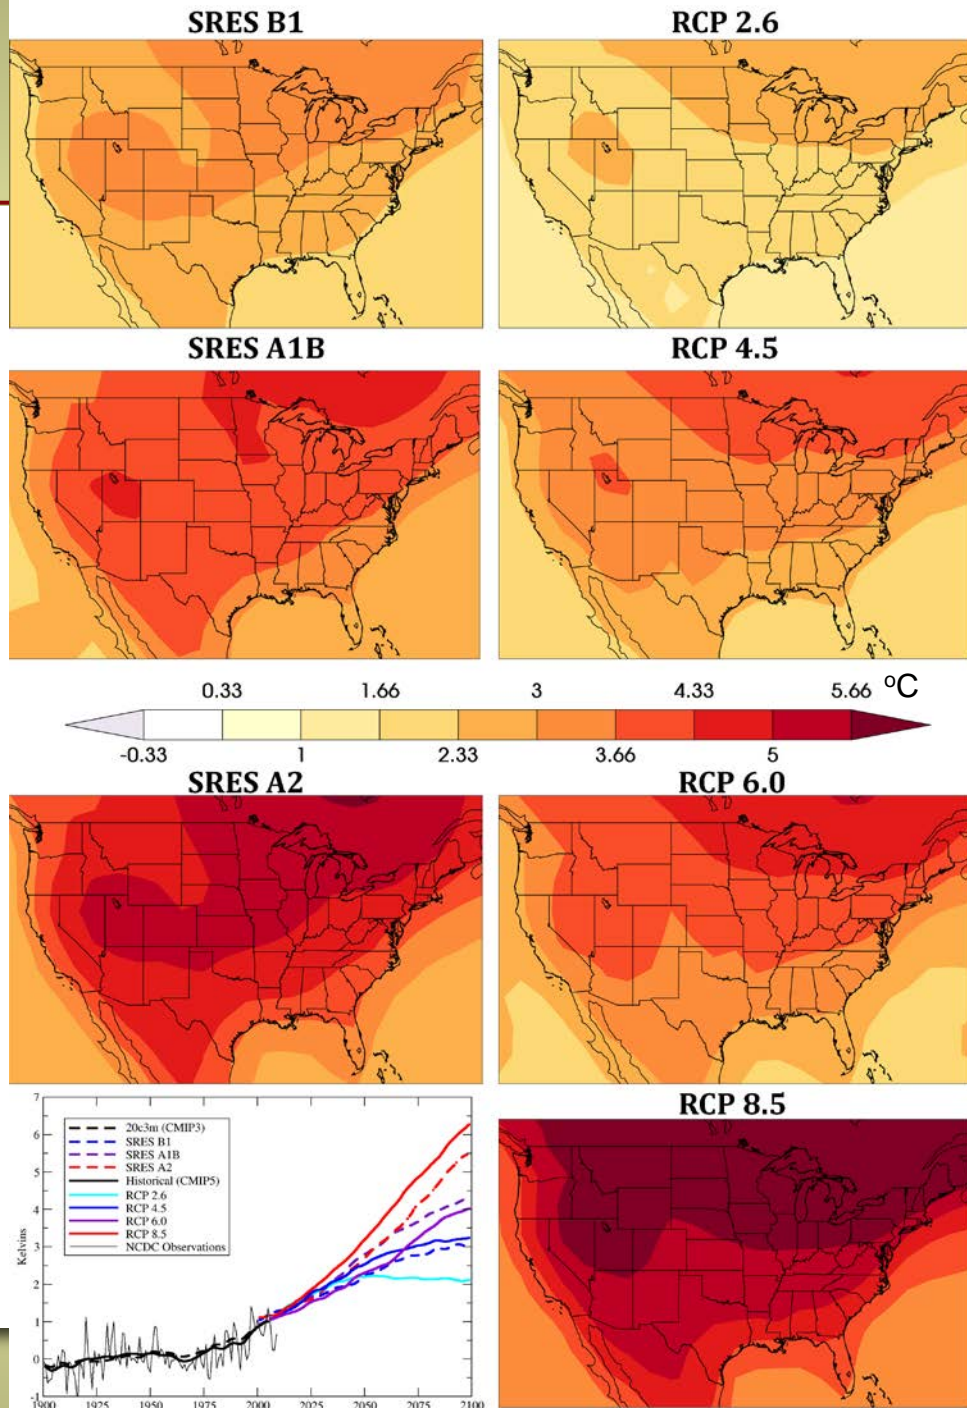 SRES B1
RCP 2.6
SRES A1B
RCP 4.5
0.33 1.66 3 4.33 5.66 °C
-0.33 1 2.33 3.66 5
SRES A2
RCP 6.0
RCP 8.5
7
6
5
4
3
2
1
0
-1
Kelvins
20c3m (CMIP3)
SRES B1
SRES A1B
SRES A2
Historical (CMIP5)
RCP 2.6
RCP 4.5
RCP 6.0
RCP 8.5
NCDC Observations
1900 1925 1950 1975 2000 2025 2050 2075 2100